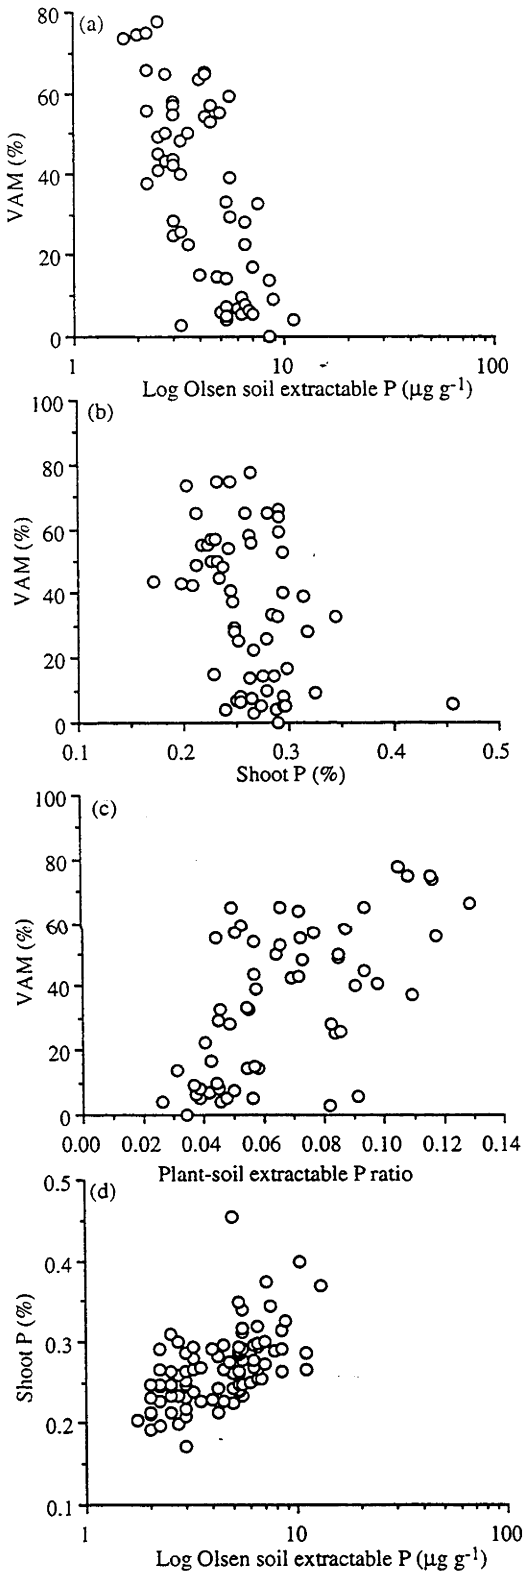 (a)
80
60
40
20
0
VAM (%)
1 10 100
Log Olsen soil extractable P (µg g⁻¹)
(b)
100
80
60
40
20
0
VAM (%)
0.1 0.2 0.3 0.4 0.5
Shoot P (%)
(c)
100
80
60
40
20
0
VAM (%)
0.00 0.02 0.04 0.06 0.08 0.10 0.12 0.14
Plant-soil extractable P ratio
(d)
0.5
0.4
0.3
0.2
0.1
Shoot P (%)
1 10 100
Log Olsen soil extractable P (µg g⁻¹)